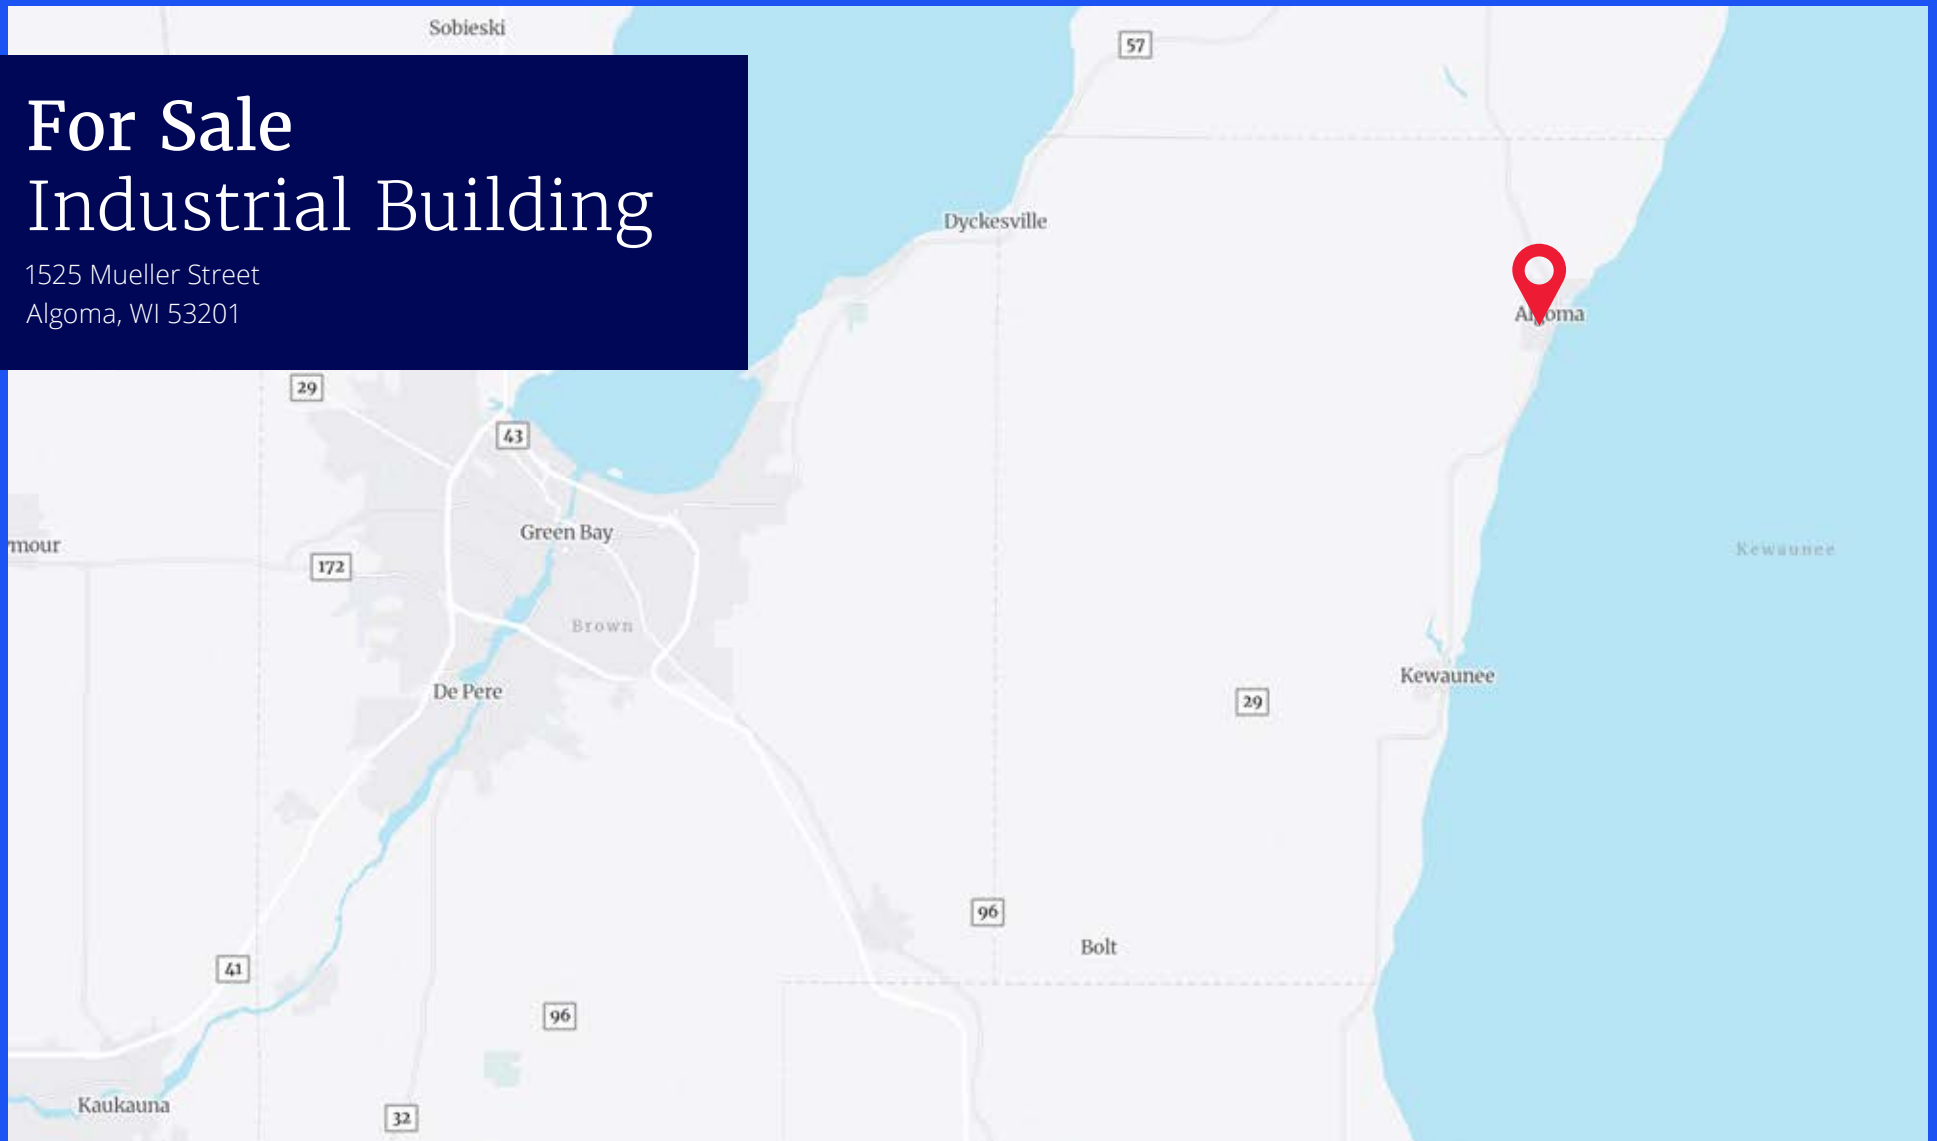 Sobieski
57
For Sale
Industrial Building
1525 Mueller Street
Algoma, WI 53201
Dyckesville
Algoma
29
43
Green Bay
mour
172
Kewaunee
Brown
De Pere
Kewaunee
29
96
Bolt
41
96
Kaukauna
32